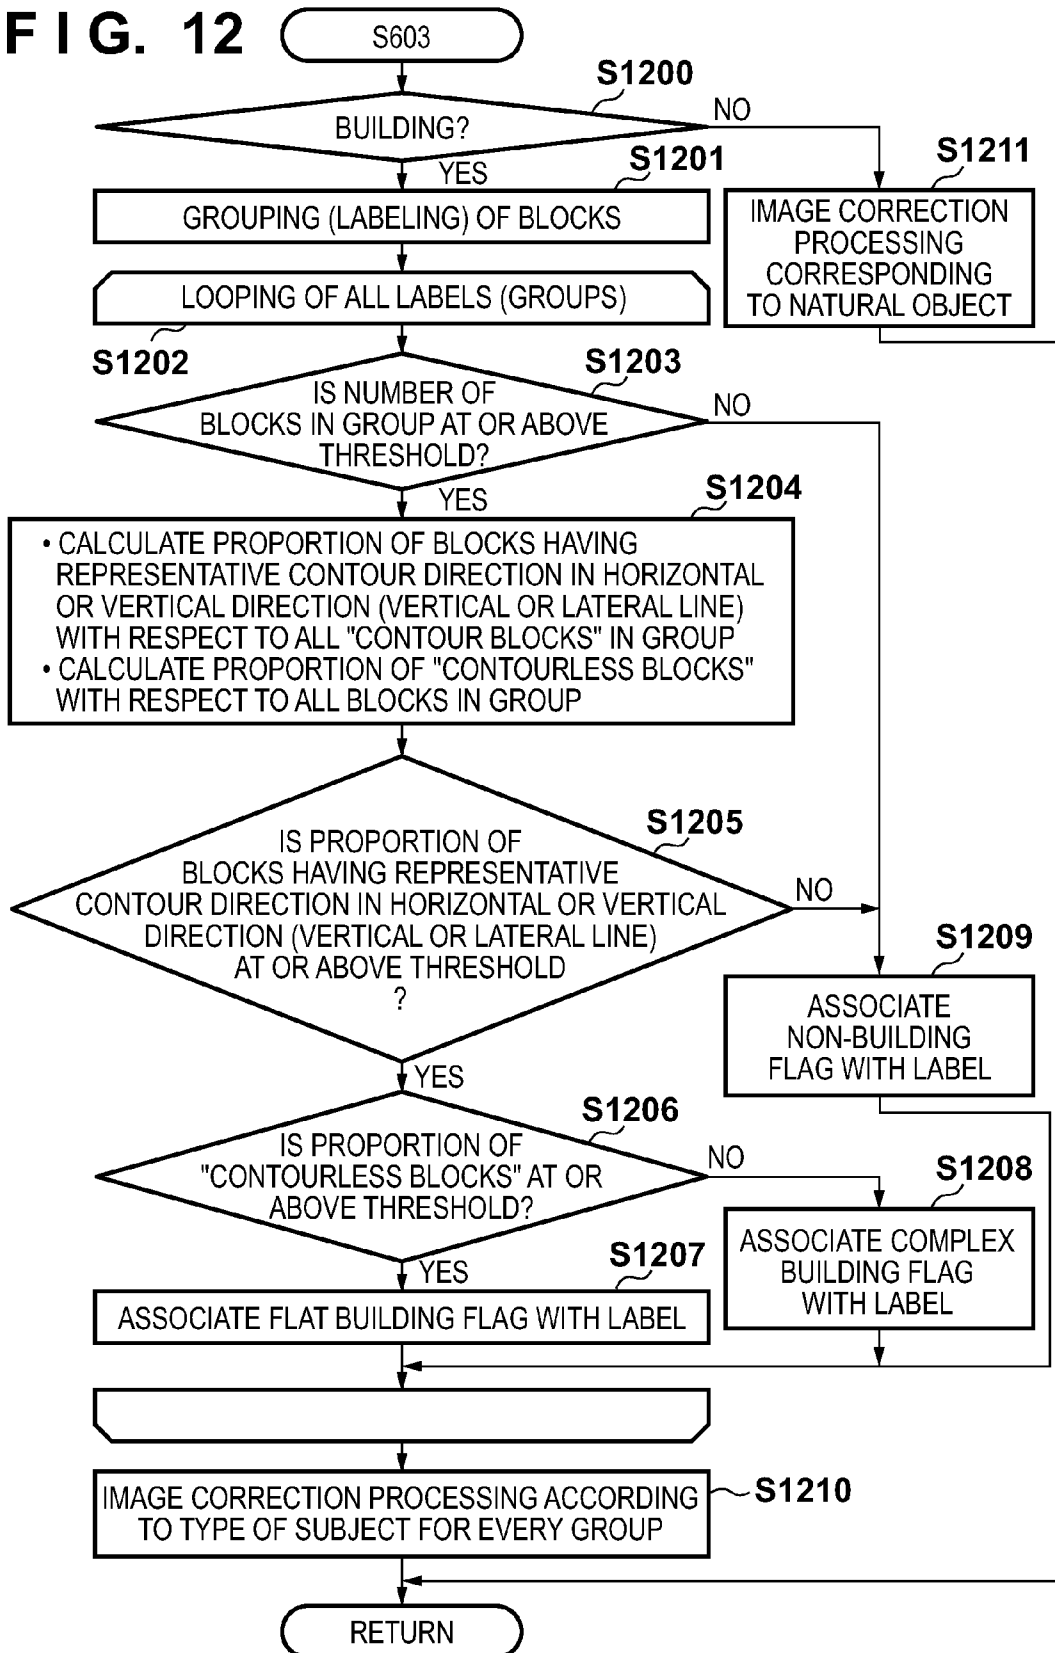 FIG. 12
S603
S1200
BUILDING?
NO
YES
S1201
GROUPING (LABELING) OF BLOCKS
S1211
IMAGE CORRECTION
PROCESSING
CORRESPONDING
TO NATURAL OBJECT
LOOPING OF ALL LABELS (GROUPS)
S1202
S1203
IS NUMBER OF
BLOCKS IN GROUP AT OR ABOVE
THRESHOLD?
NO
YES
S1204
• CALCULATE PROPORTION OF BLOCKS HAVING
REPRESENTATIVE CONTOUR DIRECTION IN HORIZONTAL
OR VERTICAL DIRECTION (VERTICAL OR LATERAL LINE)
WITH RESPECT TO ALL "CONTOUR BLOCKS" IN GROUP
• CALCULATE PROPORTION OF "CONTOURLESS BLOCKS"
WITH RESPECT TO ALL BLOCKS IN GROUP
S1205
IS PROPORTION OF
BLOCKS HAVING REPRESENTATIVE
CONTOUR DIRECTION IN HORIZONTAL OR VERTICAL
DIRECTION (VERTICAL OR LATERAL LINE)
AT OR ABOVE THRESHOLD
?
NO
YES
S1209
ASSOCIATE
NON-BUILDING
FLAG WITH LABEL
S1206
IS PROPORTION OF
"CONTOURLESS BLOCKS" AT OR
ABOVE THRESHOLD?
NO
YES
S1208
ASSOCIATE COMPLEX
BUILDING FLAG
WITH LABEL
S1207
ASSOCIATE FLAT BUILDING FLAG WITH LABEL
IMAGE CORRECTION PROCESSING ACCORDING
TO TYPE OF SUBJECT FOR EVERY GROUP
S1210
RETURN